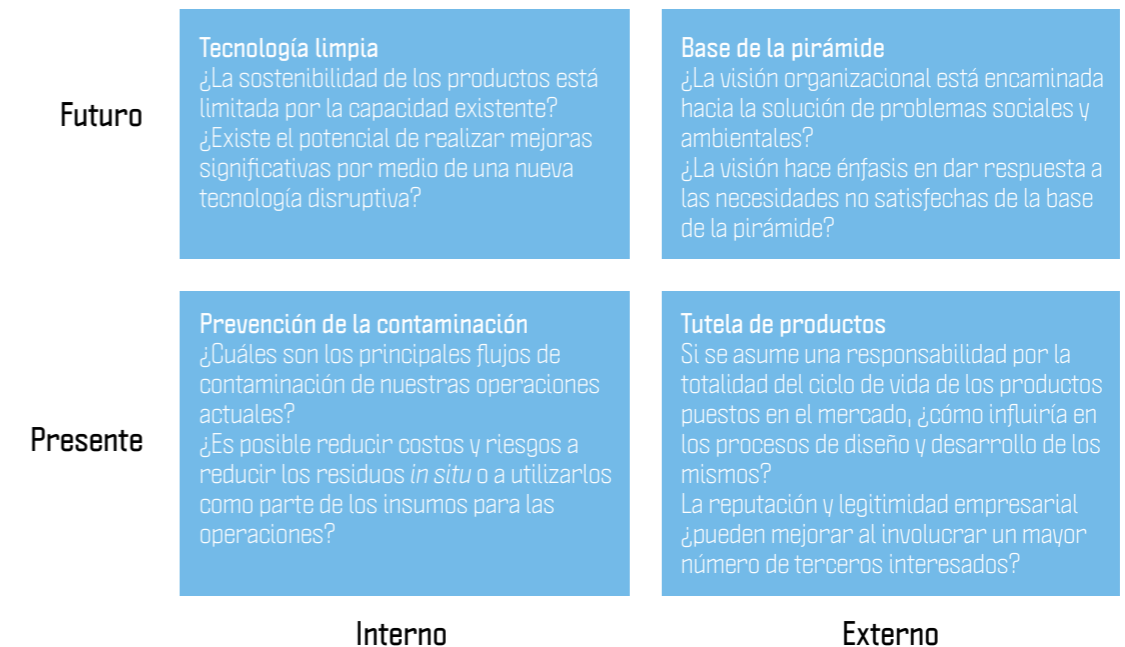 Futuro
Tecnología limpia
¿La sostenibilidad de los productos está
limitada por la capacidad existente?
¿Existe el potencial de realizar mejoras
significativas por medio de una nueva
tecnología disruptiva?
Base de la pirámide
¿La visión organizacional está encaminada
hacia la solución de problemas sociales y
ambientales?
¿La visión hace énfasis en dar respuesta a
las necesidades no satisfechas de la base
de la pirámide?
Presente
Prevención de la contaminación
¿Cuáles son los principales flujos de
contaminación de nuestras operaciones
actuales?
¿Es posible reducir costos y riesgos a
reducir los residuos in situ o a utilizarlos
como parte de los insumos para las
operaciones?
Tutela de productos
Si se asume una responsabilidad por la
totalidad del ciclo de vida de los productos
puestos en el mercado, ¿cómo influiría en
los procesos de diseño y desarrollo de los
mismos?
La reputación y legitimidad empresarial
¿pueden mejorar al involucrar un mayor
número de terceros interesados?
Interno
Externo